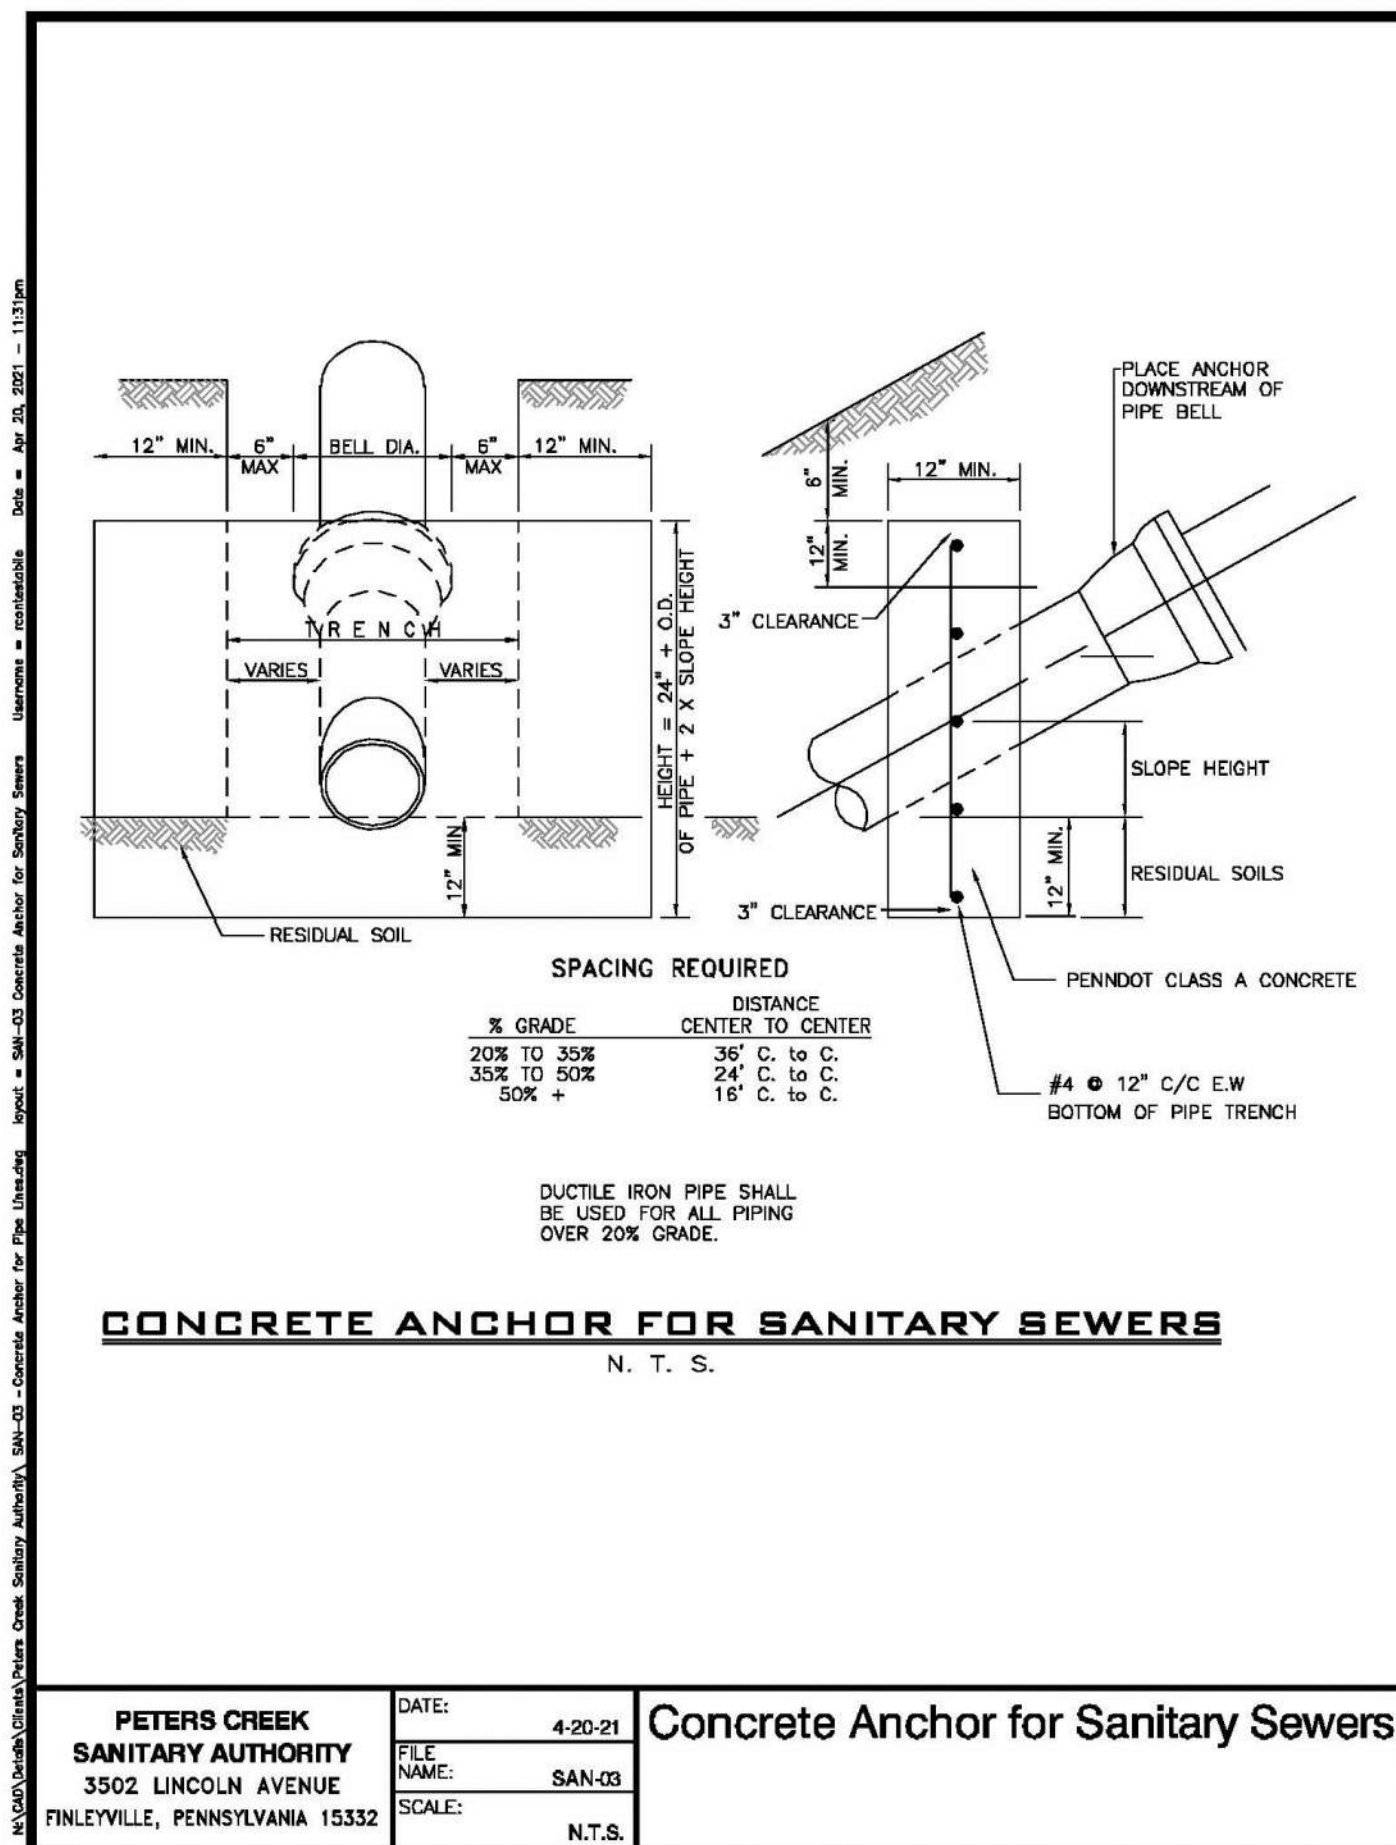 12" MIN.
6"
MAX
BELL DIA.
6"
MAX
12" MIN.
TRENCH
VARIES
VARIES
HEIGHT = 24" + O.D.
OF PIPE + 2 X SLOPE HEIGHT
12" MIN
RESIDUAL SOIL
PLACE ANCHOR
DOWNSTREAM OF
PIPE BELL
6"
MIN.
12" MIN.
12"
MIN.
3" CLEARANCE
SLOPE HEIGHT
12" MIN.
RESIDUAL SOILS
3" CLEARANCE
PENNDOT CLASS A CONCRETE
#4 @ 12" C/C E.W
BOTTOM OF PIPE TRENCH
SPACING REQUIRED
DISTANCE
% GRADE CENTER TO CENTER
20% TO 35% 36' C. to C.
35% TO 50% 24' C. to C.
50% + 16' C. to C.
DUCTILE IRON PIPE SHALL
BE USED FOR ALL PIPING
OVER 20% GRADE.
CONCRETE ANCHOR FOR SANITARY SEWERS
N. T. S.
N:\CAD\Details\Clients\Peters Creek Sanitary Authority\ SAN-03 - Concrete Anchor for Pipe Lines.dwg layout = SAN-03 Concrete Anchor for Sanitary Sewers Username = rcontestabile Date = Apr 20, 2021 - 11:31pm
PETERS CREEK
SANITARY AUTHORITY
3502 LINCOLN AVENUE
FINLEYVILLE, PENNSYLVANIA 15332
DATE:
4-20-21
FILE
NAME:
SAN-03
SCALE:
N.T.S.
Concrete Anchor for Sanitary Sewers